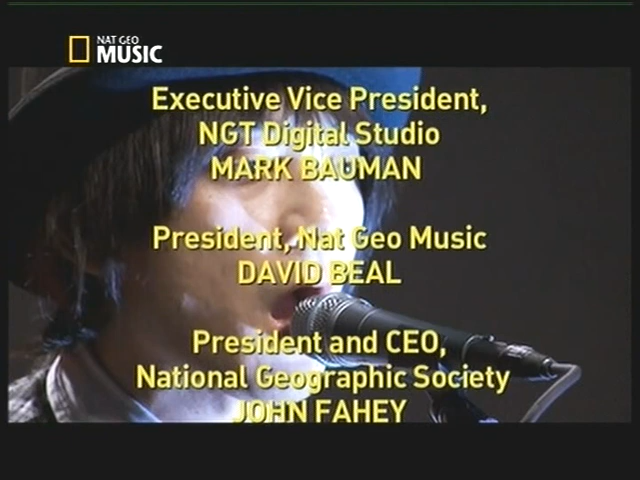 NAT GEO
MUSIC
Executive Vice President,
NGT Digital Studio
MARK BAUMAN
President, Nat Geo Music
DAVID BEAL
President and CEO,
National Geographic Society
JOHN FAHEY